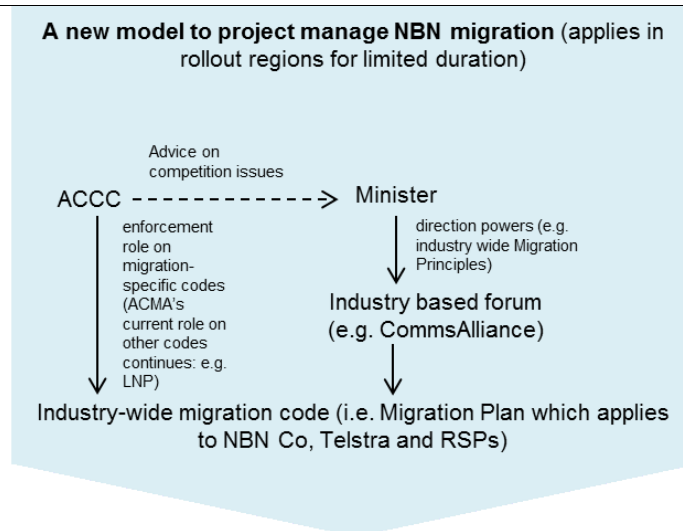 A new model to project manage NBN migration (applies in
rollout regions for limited duration)
Advice on
competition issues
ACCC
Minister
enforcement
role on
migration-
specific codes
(ACMA's
current role on
other codes
continues: e.g.
LNP)
direction powers (e.g.
industry wide Migration
Principles)
Industry based forum
(e.g. CommsAlliance)
Industry-wide migration code (i.e. Migration Plan which applies
to NBN Co, Telstra and RSPs)